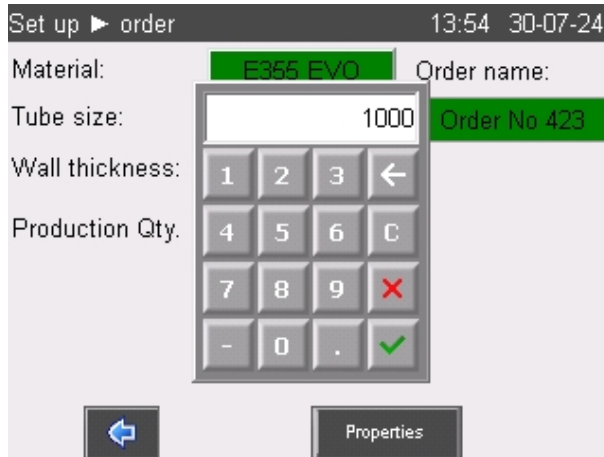 Set up ► order 13:54 30-07-24
Material: E355 EVO Order name:
Tube size: 1000 Order No 423
Wall thickness: 1 2 3 ←
Production Qty. 4 5 6 C
7 8 9 ×
- 0 . ✓
Properties